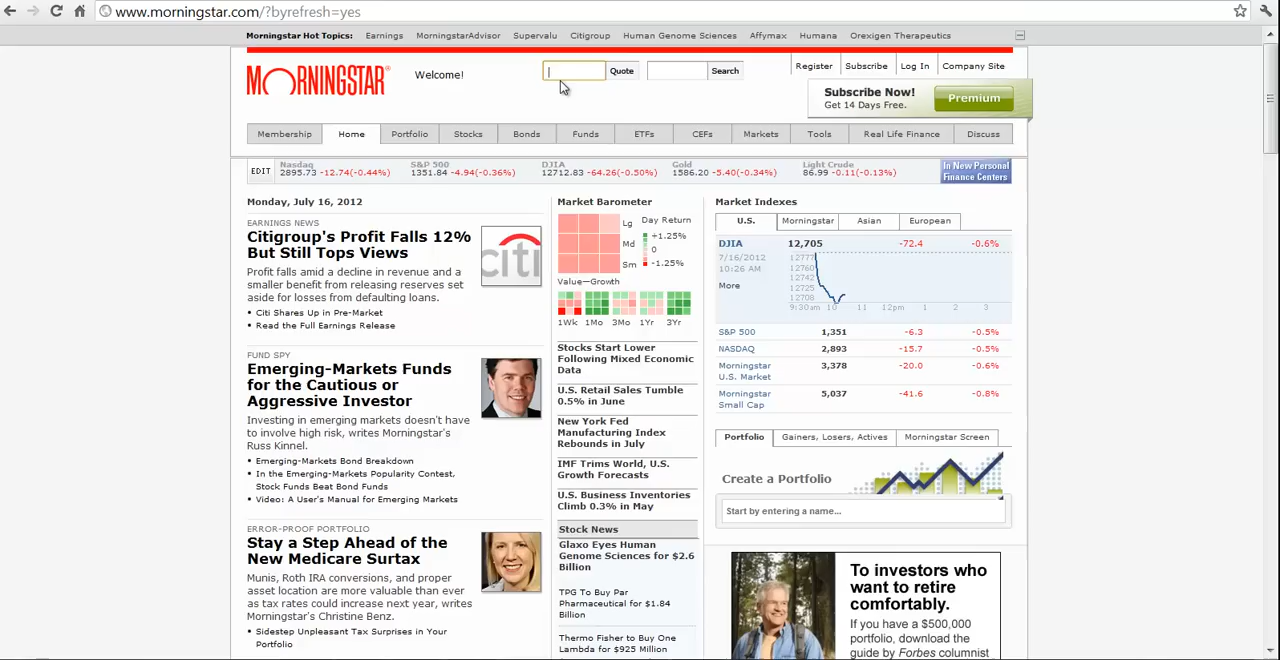 www.morningstar.com/?byrefresh=yes
Morningstar Hot Topics: Earnings MorningstarAdvisor Supervalu Citigroup Human Genome Sciences Affymax Humana Orexigen Therapeutics
MORNINGSTAR
Welcome!
Quote
Search
Register Subscribe Log In Company Site
Subscribe Now!
Get 14 Days Free.
Premium
Membership Home Portfolio Stocks Bonds Funds ETFs CEFs Markets Tools Real Life Finance Discuss
EDIT
Nasdaq
2895.73 -12.74(-0.44%)
S&P 500
1351.84 -4.94(-0.36%)
DJIA
12712.83 -64.26(-0.50%)
Gold
1586.20 -5.40(-0.34%)
Light Crude
86.99 -0.11(-0.13%)
In New Personal
Finance Centers
Monday, July 16, 2012
EARNINGS NEWS
Citigroup's Profit Falls 12%
But Still Tops Views
Profit falls amid a decline in revenue and a
smaller benefit from releasing reserves set
aside for losses from defaulting loans.
Citi Shares Up in Pre-Market
Read the Full Earnings Release
citi
FUND SPY
Emerging-Markets Funds
for the Cautious or
Aggressive Investor
Investing in emerging markets doesn't have
to involve high risk, writes Morningstar's
Russ Kinnel.
Emerging-Markets Bond Breakdown
In the Emerging-Markets Popularity Contest,
Stock Funds Beat Bond Funds
Video: A User's Manual for Emerging Markets
ERROR-PROOF PORTFOLIO
Stay a Step Ahead of the
New Medicare Surtax
Munis, Roth IRA conversions, and proper
asset location are more valuable than ever
as tax rates could increase next year, writes
Morningstar's Christine Benz.
Sidestep Unpleasant Tax Surprises in Your
Portfolio
Market Barometer
Lg
Md
Sm
Day Return
+1.25%
0
-1.25%
Value—Growth
1Wk 1Mo 3Mo 1Yr 3Yr
Stocks Start Lower
Following Mixed Economic
Data
U.S. Retail Sales Tumble
0.5% in June
New York Fed
Manufacturing Index
Rebounds in July
IMF Trims World, U.S.
Growth Forecasts
U.S. Business Inventories
Climb 0.3% in May
Stock News
Glaxo Eyes Human
Genome Sciences for $2.6
Billion
TPG To Buy Par
Pharmaceutical for $1.84
Billion
Thermo Fisher to Buy One
Lambda for $925 Million
Market Indexes
U.S. Morningstar Asian European
DJIA 12,705 -72.4 -0.6%
7/16/2012
10:26 AM
More
12777
12760
12742
12725
12708
9:30am 10 11 12pm 1 2 3
S&P 500 1,351 -6.3 -0.5%
NASDAQ 2,893 -15.7 -0.5%
Morningstar
U.S. Market 3,378 -20.0 -0.6%
Morningstar
Small Cap 5,037 -41.6 -0.8%
Portfolio Gainers, Losers, Actives Morningstar Screen
Create a Portfolio
Start by entering a name...
To investors who
want to retire
comfortably.
If you have a $500,000
portfolio, download the
guide by Forbes columnist